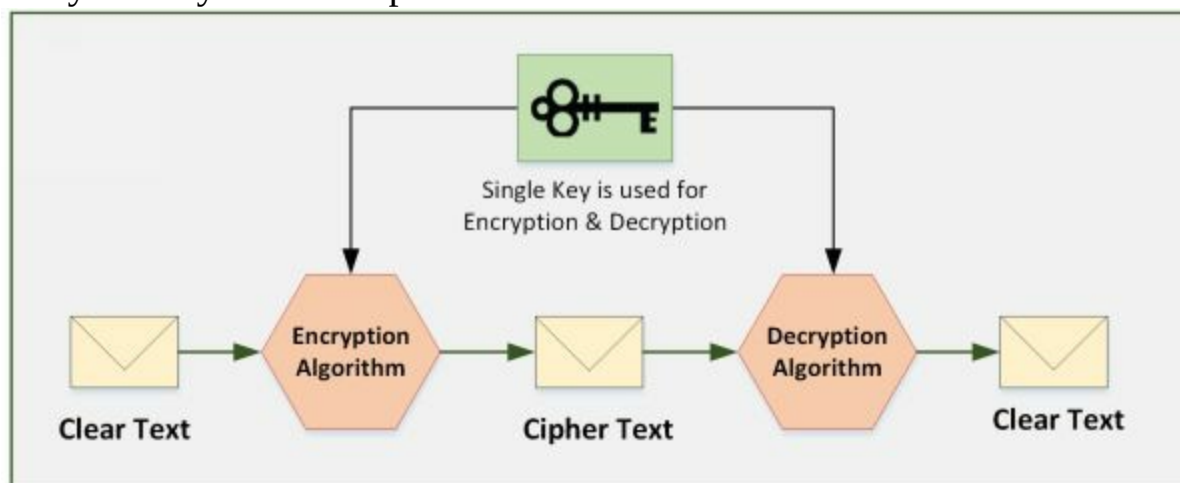 Single Key is used for
Encryption & Decryption
Encryption
Algorithm
Decryption
Algorithm
Clear Text
Cipher Text
Clear Text